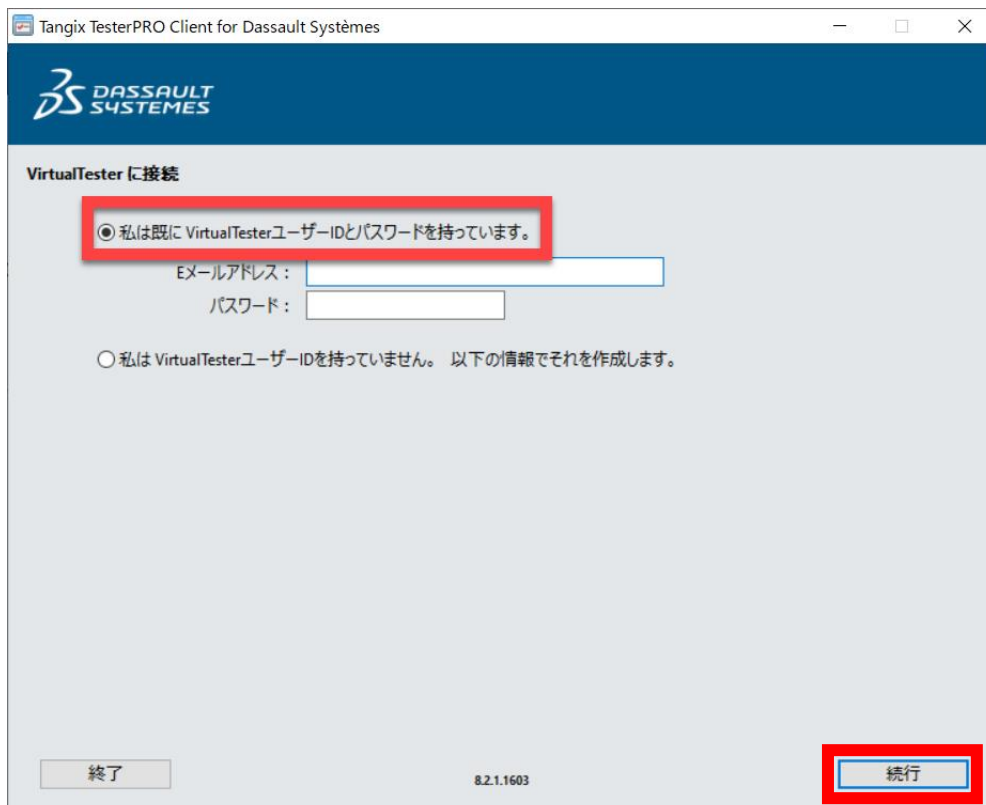 Tangix TesterPRO Client for Dassault Systèmes
DASSAULT
SYSTEMES
VirtualTester に接続
私は既に VirtualTesterユーザーIDとパスワードを持っています。
Eメールアドレス：
パスワード：
私は VirtualTesterユーザーIDを持っていません。 以下の情報でそれを作成します。
終了
8.2.1.1603
続行